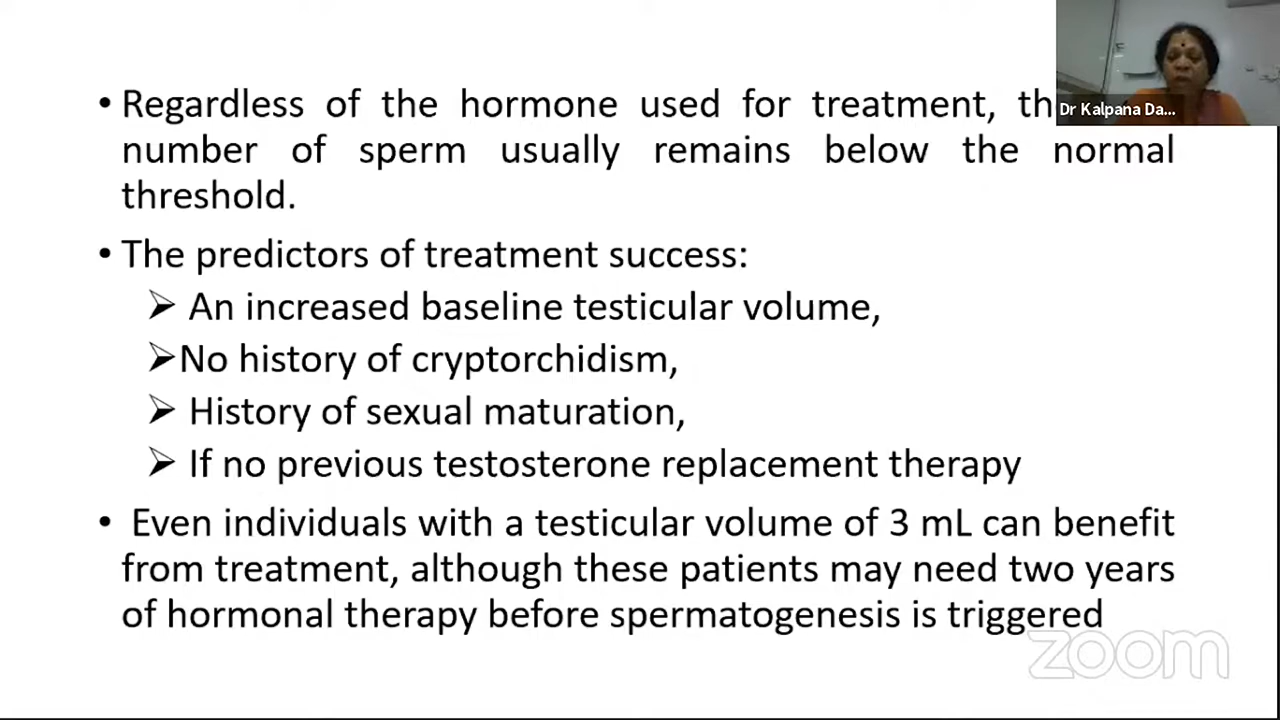 • Regardless of the hormone used for treatment,
number of sperm usually remains below the normal
threshold.
• The predictors of treatment success:
➢ An increased baseline testicular volume,
➢No history of cryptorchidism,
➢ History of sexual maturation,
➢ If no previous testosterone replacement therapy
• Even individuals with a testicular volume of 3 mL can benefit
from treatment, although these patients may need two years
of hormonal therapy before spermatogenesis is triggered
Dr Kalpana Da...
zoom